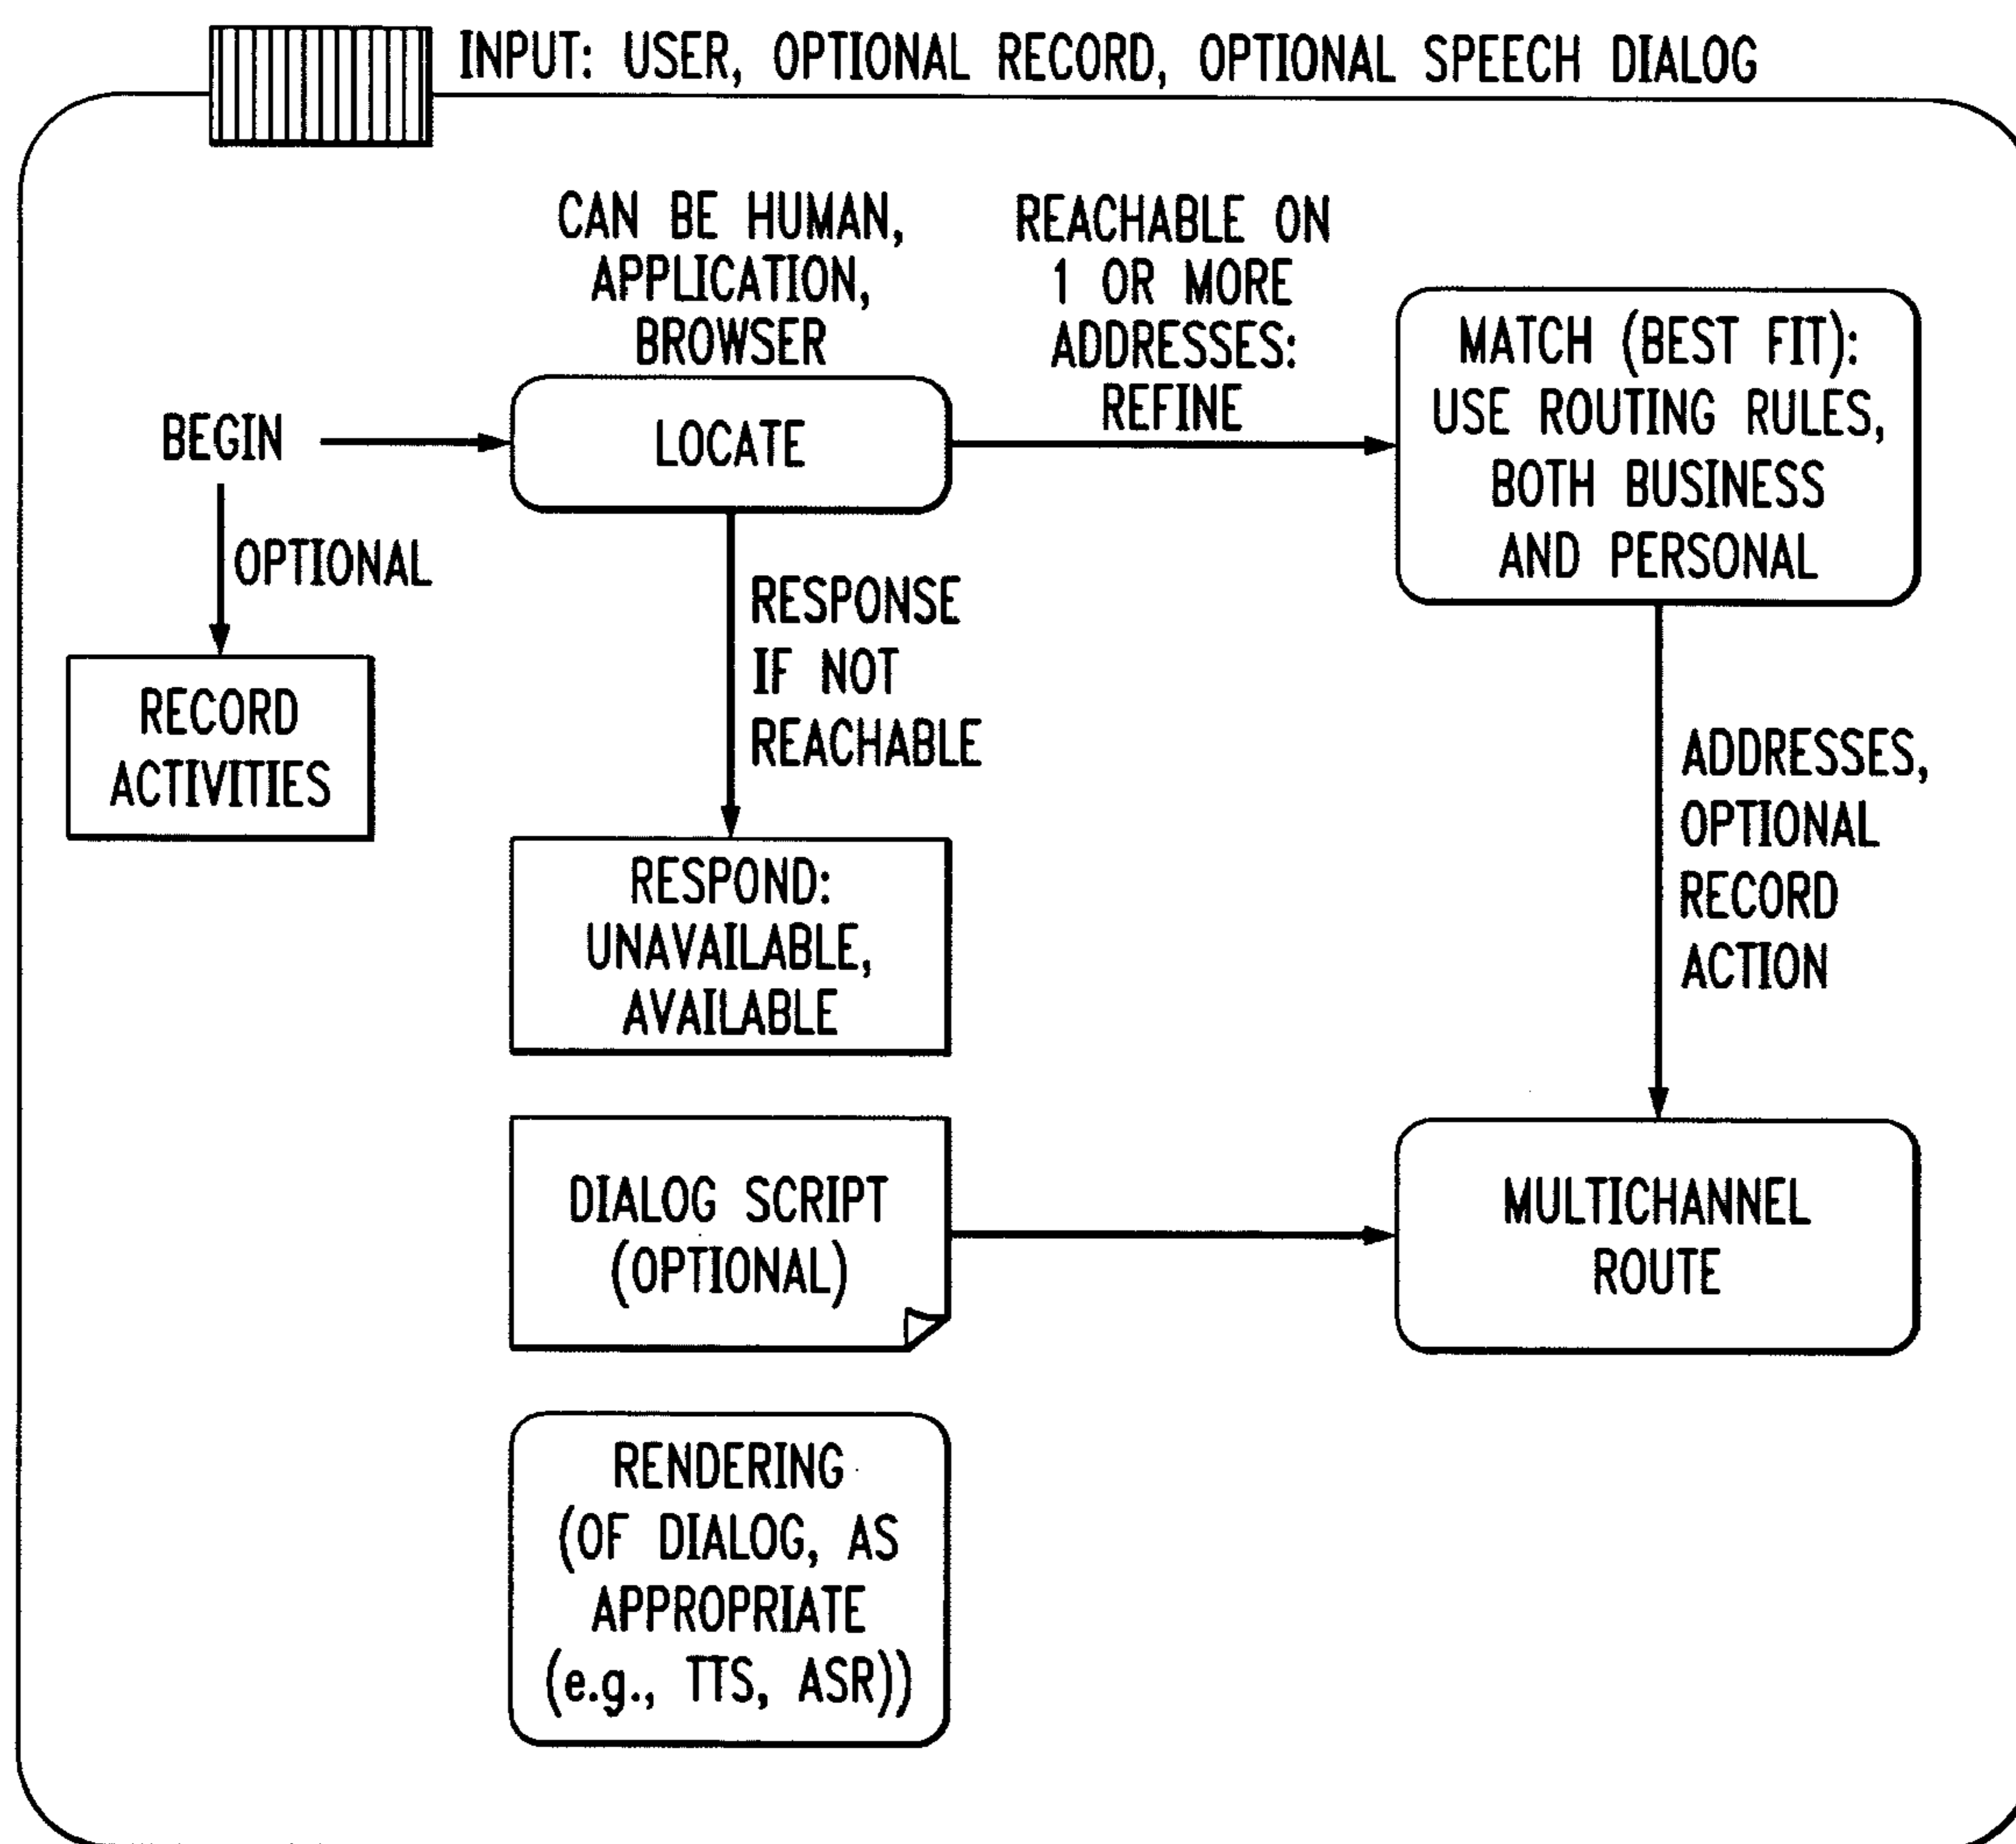 INPUT: USER, OPTIONAL RECORD, OPTIONAL SPEECH DIALOG
CAN BE HUMAN,
APPLICATION,
BROWSER
REACHABLE ON
1 OR MORE
ADDRESSES:
REFINE
MATCH (BEST FIT):
USE ROUTING RULES,
BOTH BUSINESS
AND PERSONAL
BEGIN
LOCATE
OPTIONAL
RESPONSE
IF NOT
REACHABLE
RECORD
ACTIVITIES
ADDRESSES,
OPTIONAL
RECORD
ACTION
RESPOND:
UNAVAILABLE,
AVAILABLE
DIALOG SCRIPT
(OPTIONAL)
MULTICHANNEL
ROUTE
RENDERING
(OF DIALOG, AS
APPROPRIATE
(e.g., TTS, ASR))